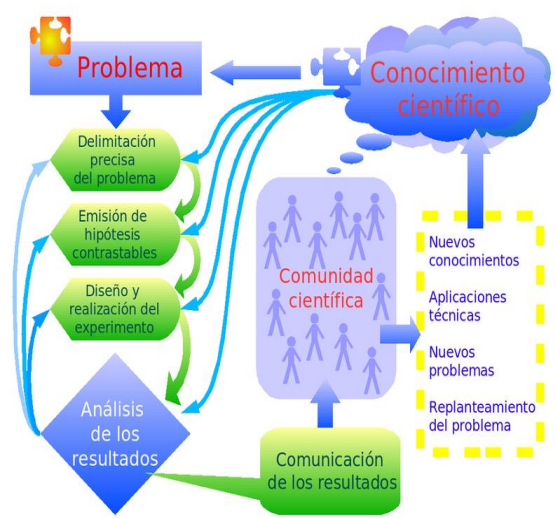 Problema
Conocimiento
científico
Delimitación
precisa
del problema
Emisión de
hipótesis
contrastables
Diseño y
realización del
experimento
Análisis
de los
resultados
Comunicación
de los resultados
Comunidad
científica
Nuevos
conocimientos
Aplicaciones
técnicas
Nuevos
problemas
Replanteamiento
del problema